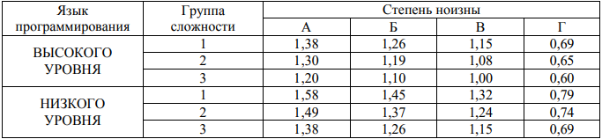 Язык программирования Группа сложности Степень ноизны
А Б В Г
ВЫСОКОГО УРОВНЯ 1 1,38 1,26 1,15 0,69
2 1,30 1,19 1,08 0,65
3 1,20 1,10 1,00 0,60
НИЗКОГО УРОВНЯ 1 1,58 1,45 1,32 0,79
2 1,49 1,37 1,24 0,74
3 1,38 1,26 1,15 0,69